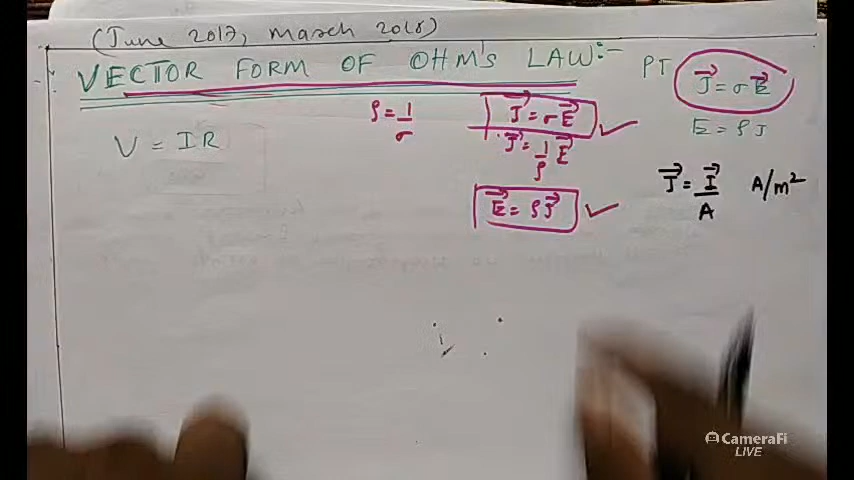 (June 2017, March 2018)
VECTOR FORM OF OHM'S LAW:-
PT J⃗ = σE⃗
E = ρJ
V = IR
ρ = 1/σ
J⃗ = σE⃗
J⃗ = 1/ρ E⃗
E⃗ = ρJ⃗
J⃗ = I⃗/A A/m²
CameraFi
LIVE